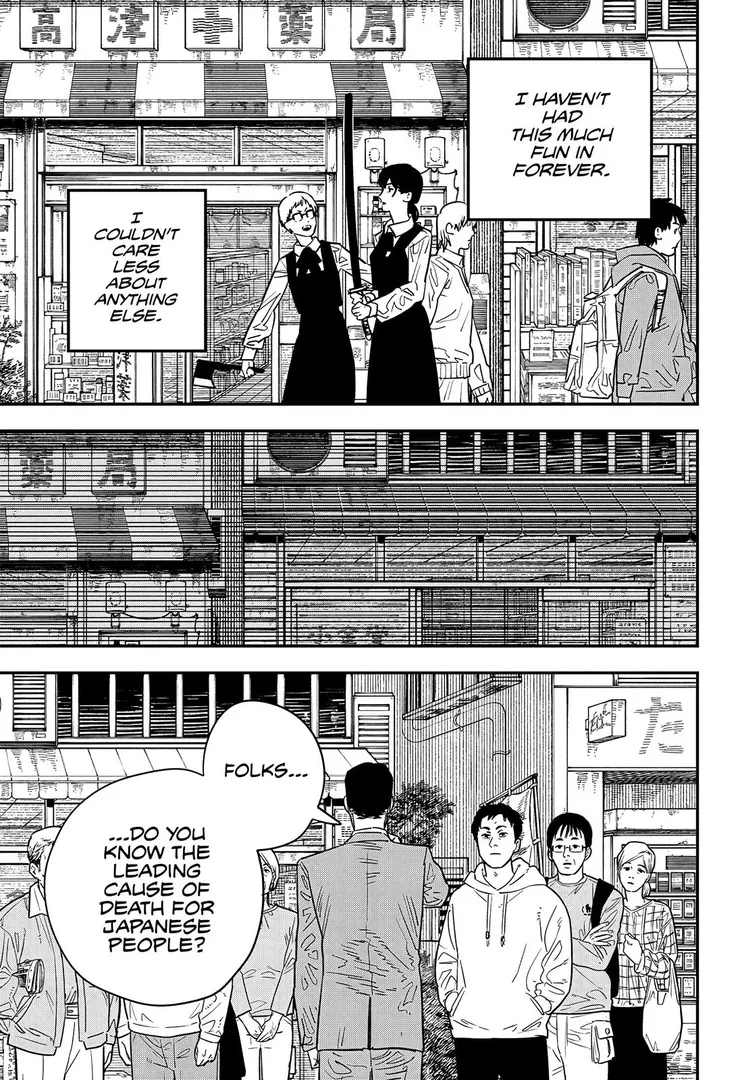 高津薬局
I HAVEN'T
HAD
THIS MUCH
FUN IN
FOREVER.
I
COULDN'T
CARE
LESS
ABOUT
ANYTHING
ELSE.
薬局
FOLKS...
...DO YOU
KNOW THE
LEADING
CAUSE OF
DEATH FOR
JAPANESE
PEOPLE?
た